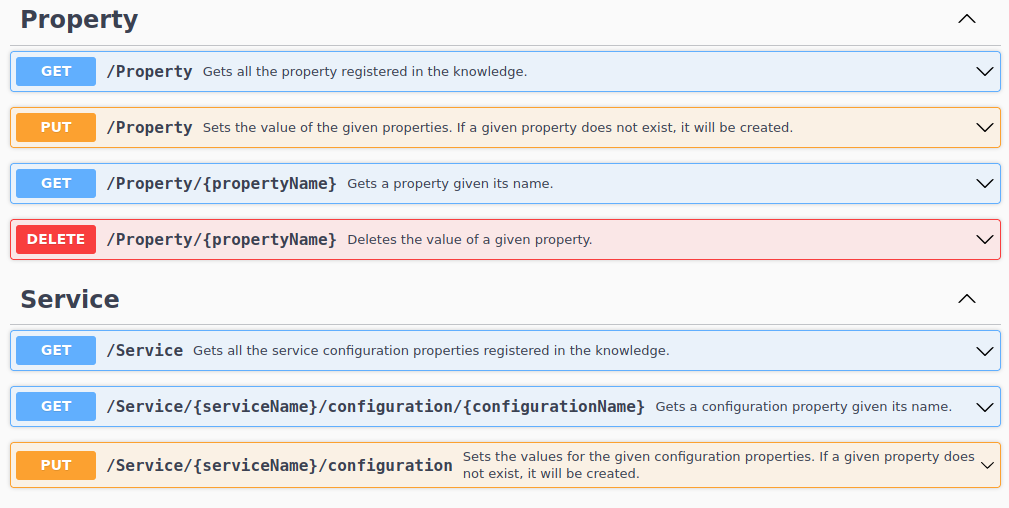 Property
GET /Property Gets all the property registered in the knowledge.
PUT /Property Sets the value of the given properties. If a given property does not exist, it will be created.
GET /Property/{propertyName} Gets a property given its name.
DELETE /Property/{propertyName} Deletes the value of a given property.
Service
GET /Service Gets all the service configuration properties registered in the knowledge.
GET /Service/{serviceName}/configuration/{configurationName} Gets a configuration property given its name.
PUT /Service/{serviceName}/configuration Sets the values for the given configuration properties. If a given property does
not exist, it will be created.